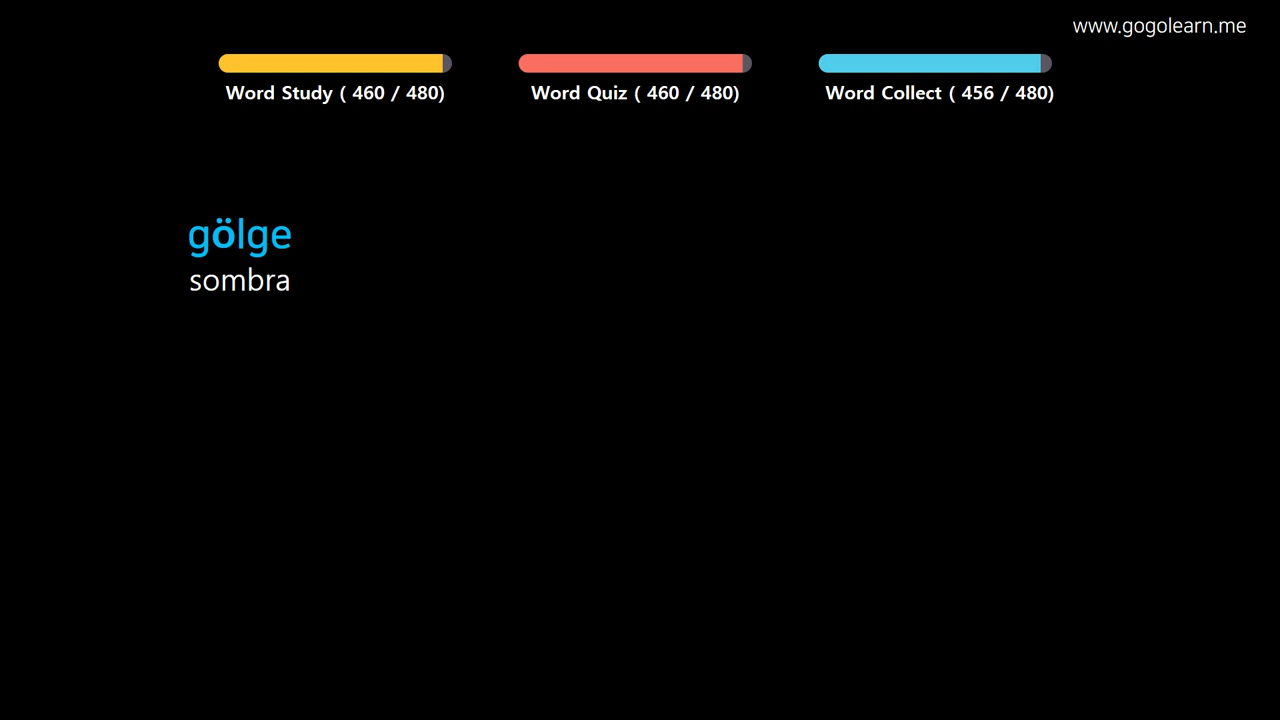 www.gogolearn.me
Word Study ( 460 / 480)
Word Quiz ( 460 / 480)
Word Collect ( 456 / 480)
gölge
sombra